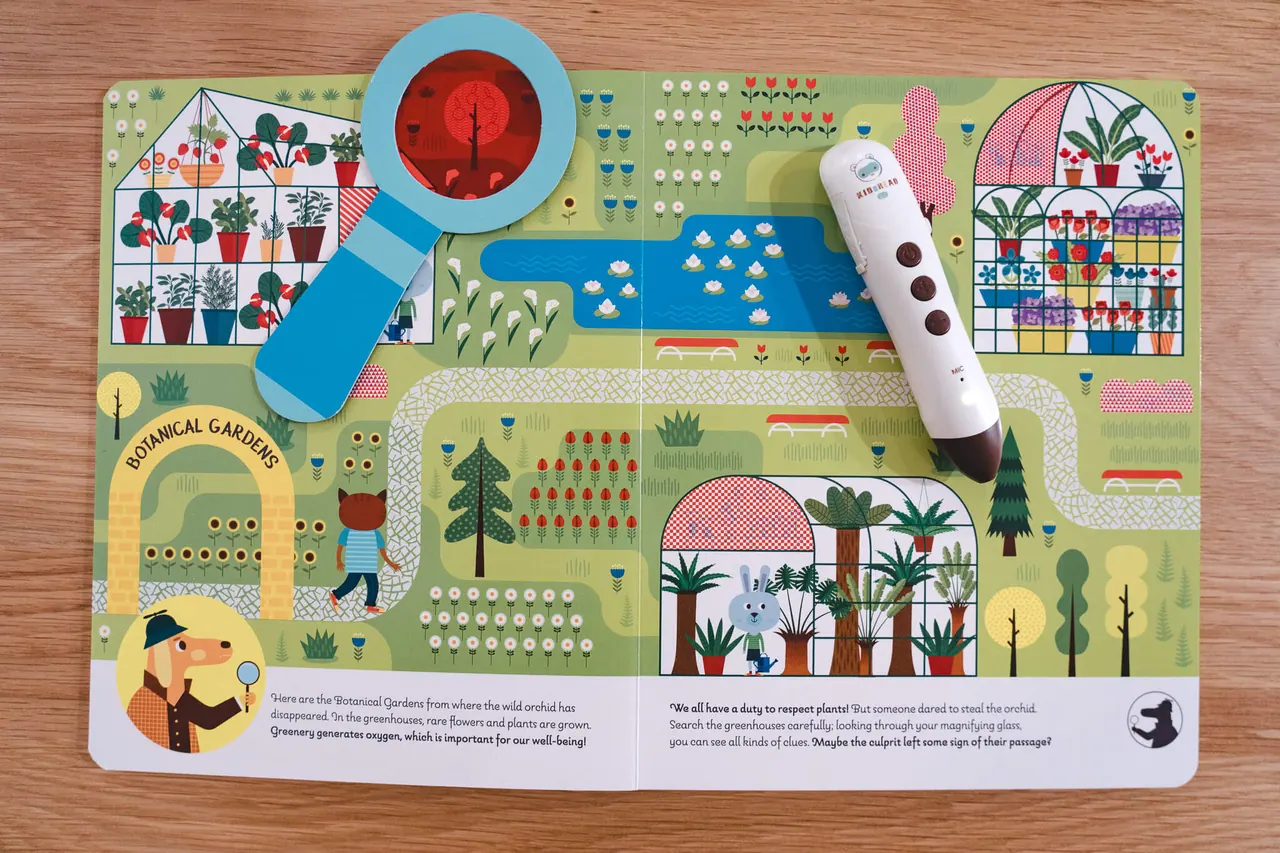 KIDSREAD
MIC
BOTANICAL GARDENS
Here are the Botanical Gardens from where the wild orchid has
disappeared. In the greenhouses, rare flowers and plants are grown.
Greenery generates oxygen, which is important for our well-being!
We all have a duty to respect plants! But someone dared to steal the orchid.
Search the greenhouses carefully; looking through your magnifying glass,
you can see all kinds of clues. Maybe the culprit left some sign of their passage?